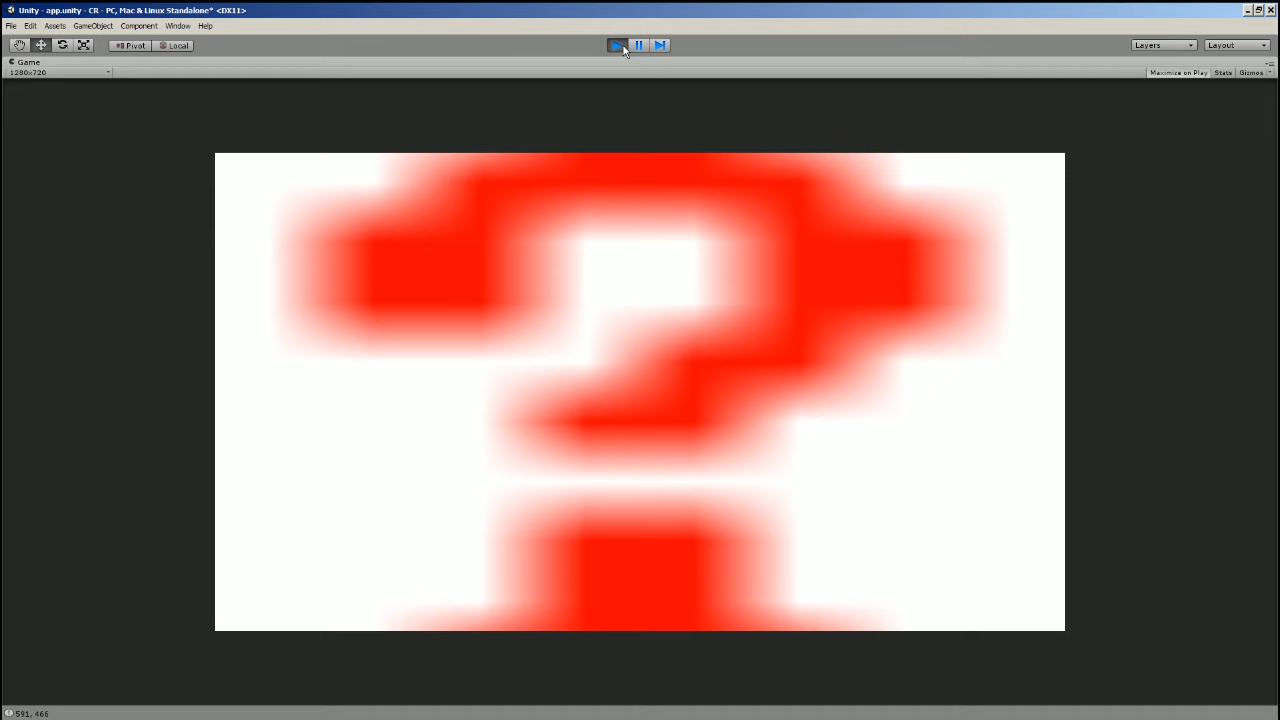 Unity - app.unity - CR - PC, Mac & Linux Standalone* <DX11>
File Edit Assets GameObject Component Window Help
Pivot Local Layers Layout
Game
1280x720 Maximize on Play Stats Gizmos
?
591, 466